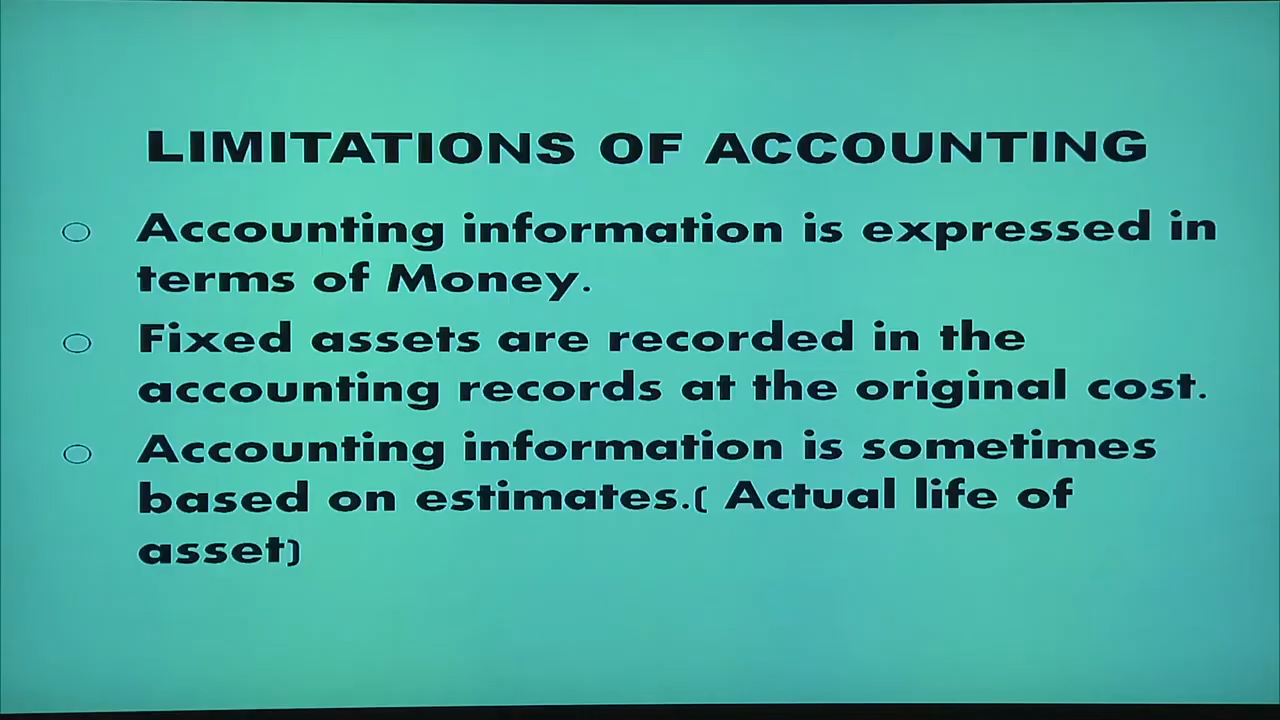 LIMITATIONS OF ACCOUNTING
Accounting information is expressed in
terms of Money.
Fixed assets are recorded in the
accounting records at the original cost.
Accounting information is sometimes
based on estimates.( Actual life of
asset)